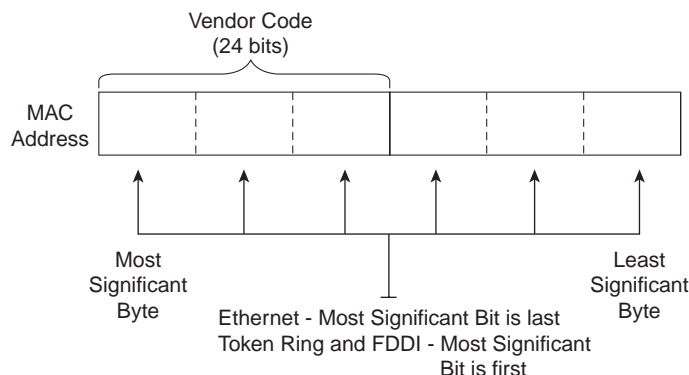 Vendor Code
(24 bits)
MAC
Address
Most
Significant
Byte
Least
Significant
Byte
Ethernet - Most Significant Bit is last
Token Ring and FDDI - Most Significant
Bit is first